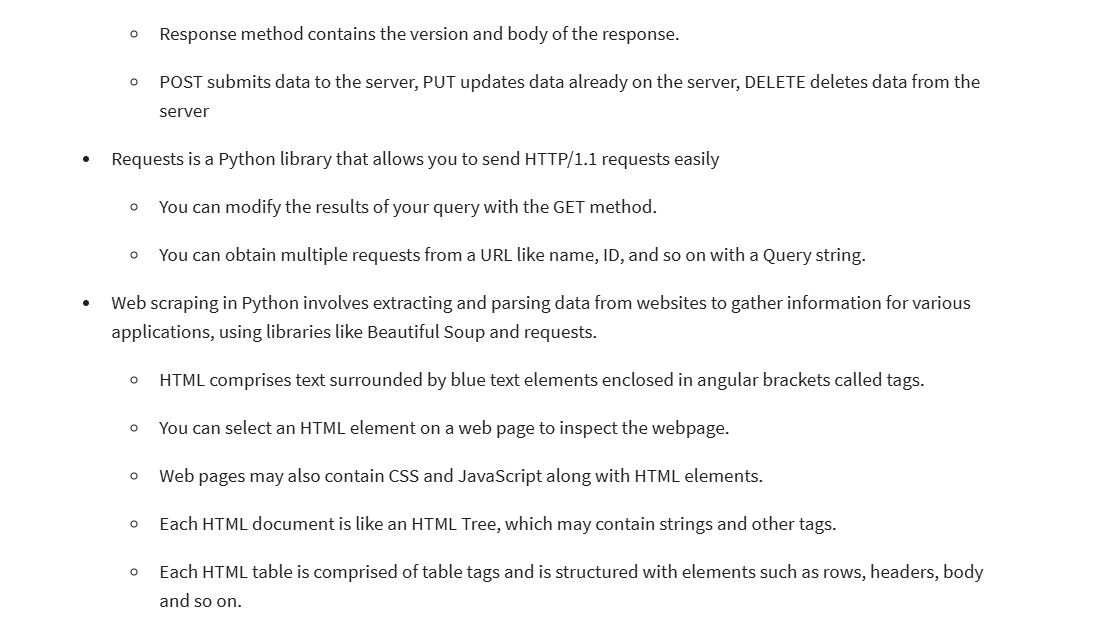 Response method contains the version and body of the response.
POST submits data to the server, PUT updates data already on the server, DELETE deletes data from the
server
Requests is a Python library that allows you to send HTTP/1.1 requests easily
You can modify the results of your query with the GET method.
You can obtain multiple requests from a URL like name, ID, and so on with a Query string.
Web scraping in Python involves extracting and parsing data from websites to gather information for various
applications, using libraries like Beautiful Soup and requests.
HTML comprises text surrounded by blue text elements enclosed in angular brackets called tags.
You can select an HTML element on a web page to inspect the webpage.
Web pages may also contain CSS and JavaScript along with HTML elements.
Each HTML document is like an HTML Tree, which may contain strings and other tags.
Each HTML table is comprised of table tags and is structured with elements such as rows, headers, body
and so on.